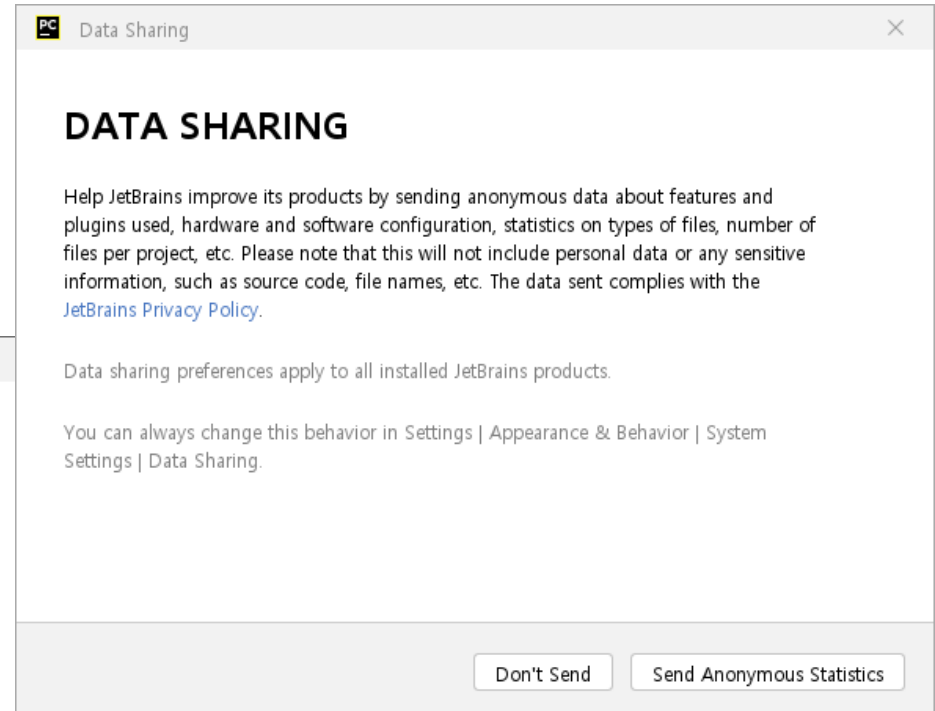 PC Data Sharing
DATA SHARING
Help JetBrains improve its products by sending anonymous data about features and
plugins used, hardware and software configuration, statistics on types of files, number of
files per project, etc. Please note that this will not include personal data or any sensitive
information, such as source code, file names, etc. The data sent complies with the
JetBrains Privacy Policy.
Data sharing preferences apply to all installed JetBrains products.
You can always change this behavior in Settings | Appearance & Behavior | System
Settings | Data Sharing.
Don't Send Send Anonymous Statistics